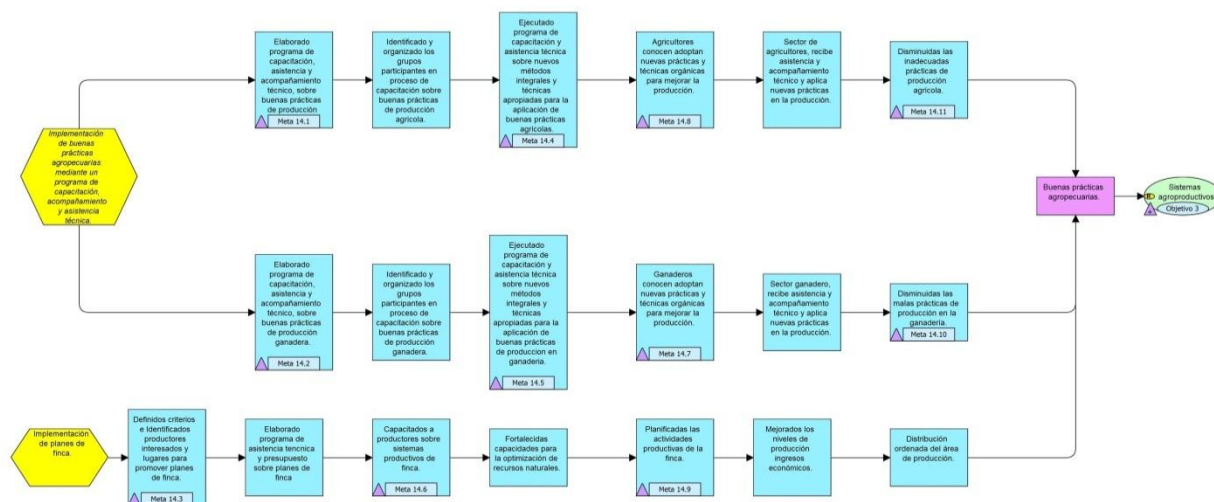 Elaborado
programa de
capacitación,
asistencia y
acompañamiento
técnico, sobre
buenas prácticas
de producción
Meta 14.1
Identificado y
organizado los
grupos
participantes en
proceso de
capacitación sobre
buenas prácticas
de producción
agrícola.
Ejecutado
programa de
capacitación y
asistencia técnica
sobre nuevos
métodos
integrales y
técnicas
apropiadas para la
aplicación de
buenas prácticas
agrícolas.
Meta 14.4
Agricultores
conocen adoptan
nuevas prácticas y
técnicas orgánicas
para mejorar la
producción.
Meta 14.8
Sector de
agricultores, recibe
asistencia y
acompañamiento
técnico y aplica
nuevas prácticas
en la producción.
Disminuidas las
inadecuadas
prácticas de
producción
agrícola.
Meta 14.11
Implementación
de buenas
prácticas
agropecuarias
mediante un
programa de
capacitación,
acompañamiento
y asistencia
técnica.
Buenas prácticas
agropecuarias.
Sistemas
agroproductivos
Objetivo 3
Elaborado
programa de
capacitación,
asistencia y
acompañamiento
técnico, sobre
buenas prácticas
de producción
ganadera.
Meta 14.2
Identificado y
organizado los
grupos
participantes en
proceso de
capacitación sobre
buenas prácticas
de producción
ganadera.
Ejecutado
programa de
capacitación y
asistencia técnica
sobre nuevos
métodos
integrales y
técnicas
apropiadas para la
aplicación de
buenas prácticas
de produccion en
ganaderia.
Meta 14.5
Ganaderos
conocen adoptan
nuevas prácticas y
técnicas orgánicas
para mejorar la
producción.
Meta 14.7
Sector ganadero,
recibe asistencia y
acompañamiento
técnico y aplica
nuevas prácticas
en la producción.
Disminuidas las
malas prácticas de
producción en la
ganadería.
Meta 14.10
Implementación
de planes de
finca.
Definidos criterios
e Identificados
productores
interesados y
lugares para
promover planes
de finca.
Meta 14.3
Elaborado
programa de
asistencia tencnica
y presupuesto
sobre planes de
finca
Capacitados a
productores sobre
sistemas
productivos de
finca.
Meta 14.6
Fortalecidas
capacidades para
la optimización de
recursos naturales.
Planificadas las
actividades
productivas de la
finca.
Meta 14.9
Mejorados los
niveles de
producción
ingresos
económicos.
Distribución
ordenada del área
de producción.